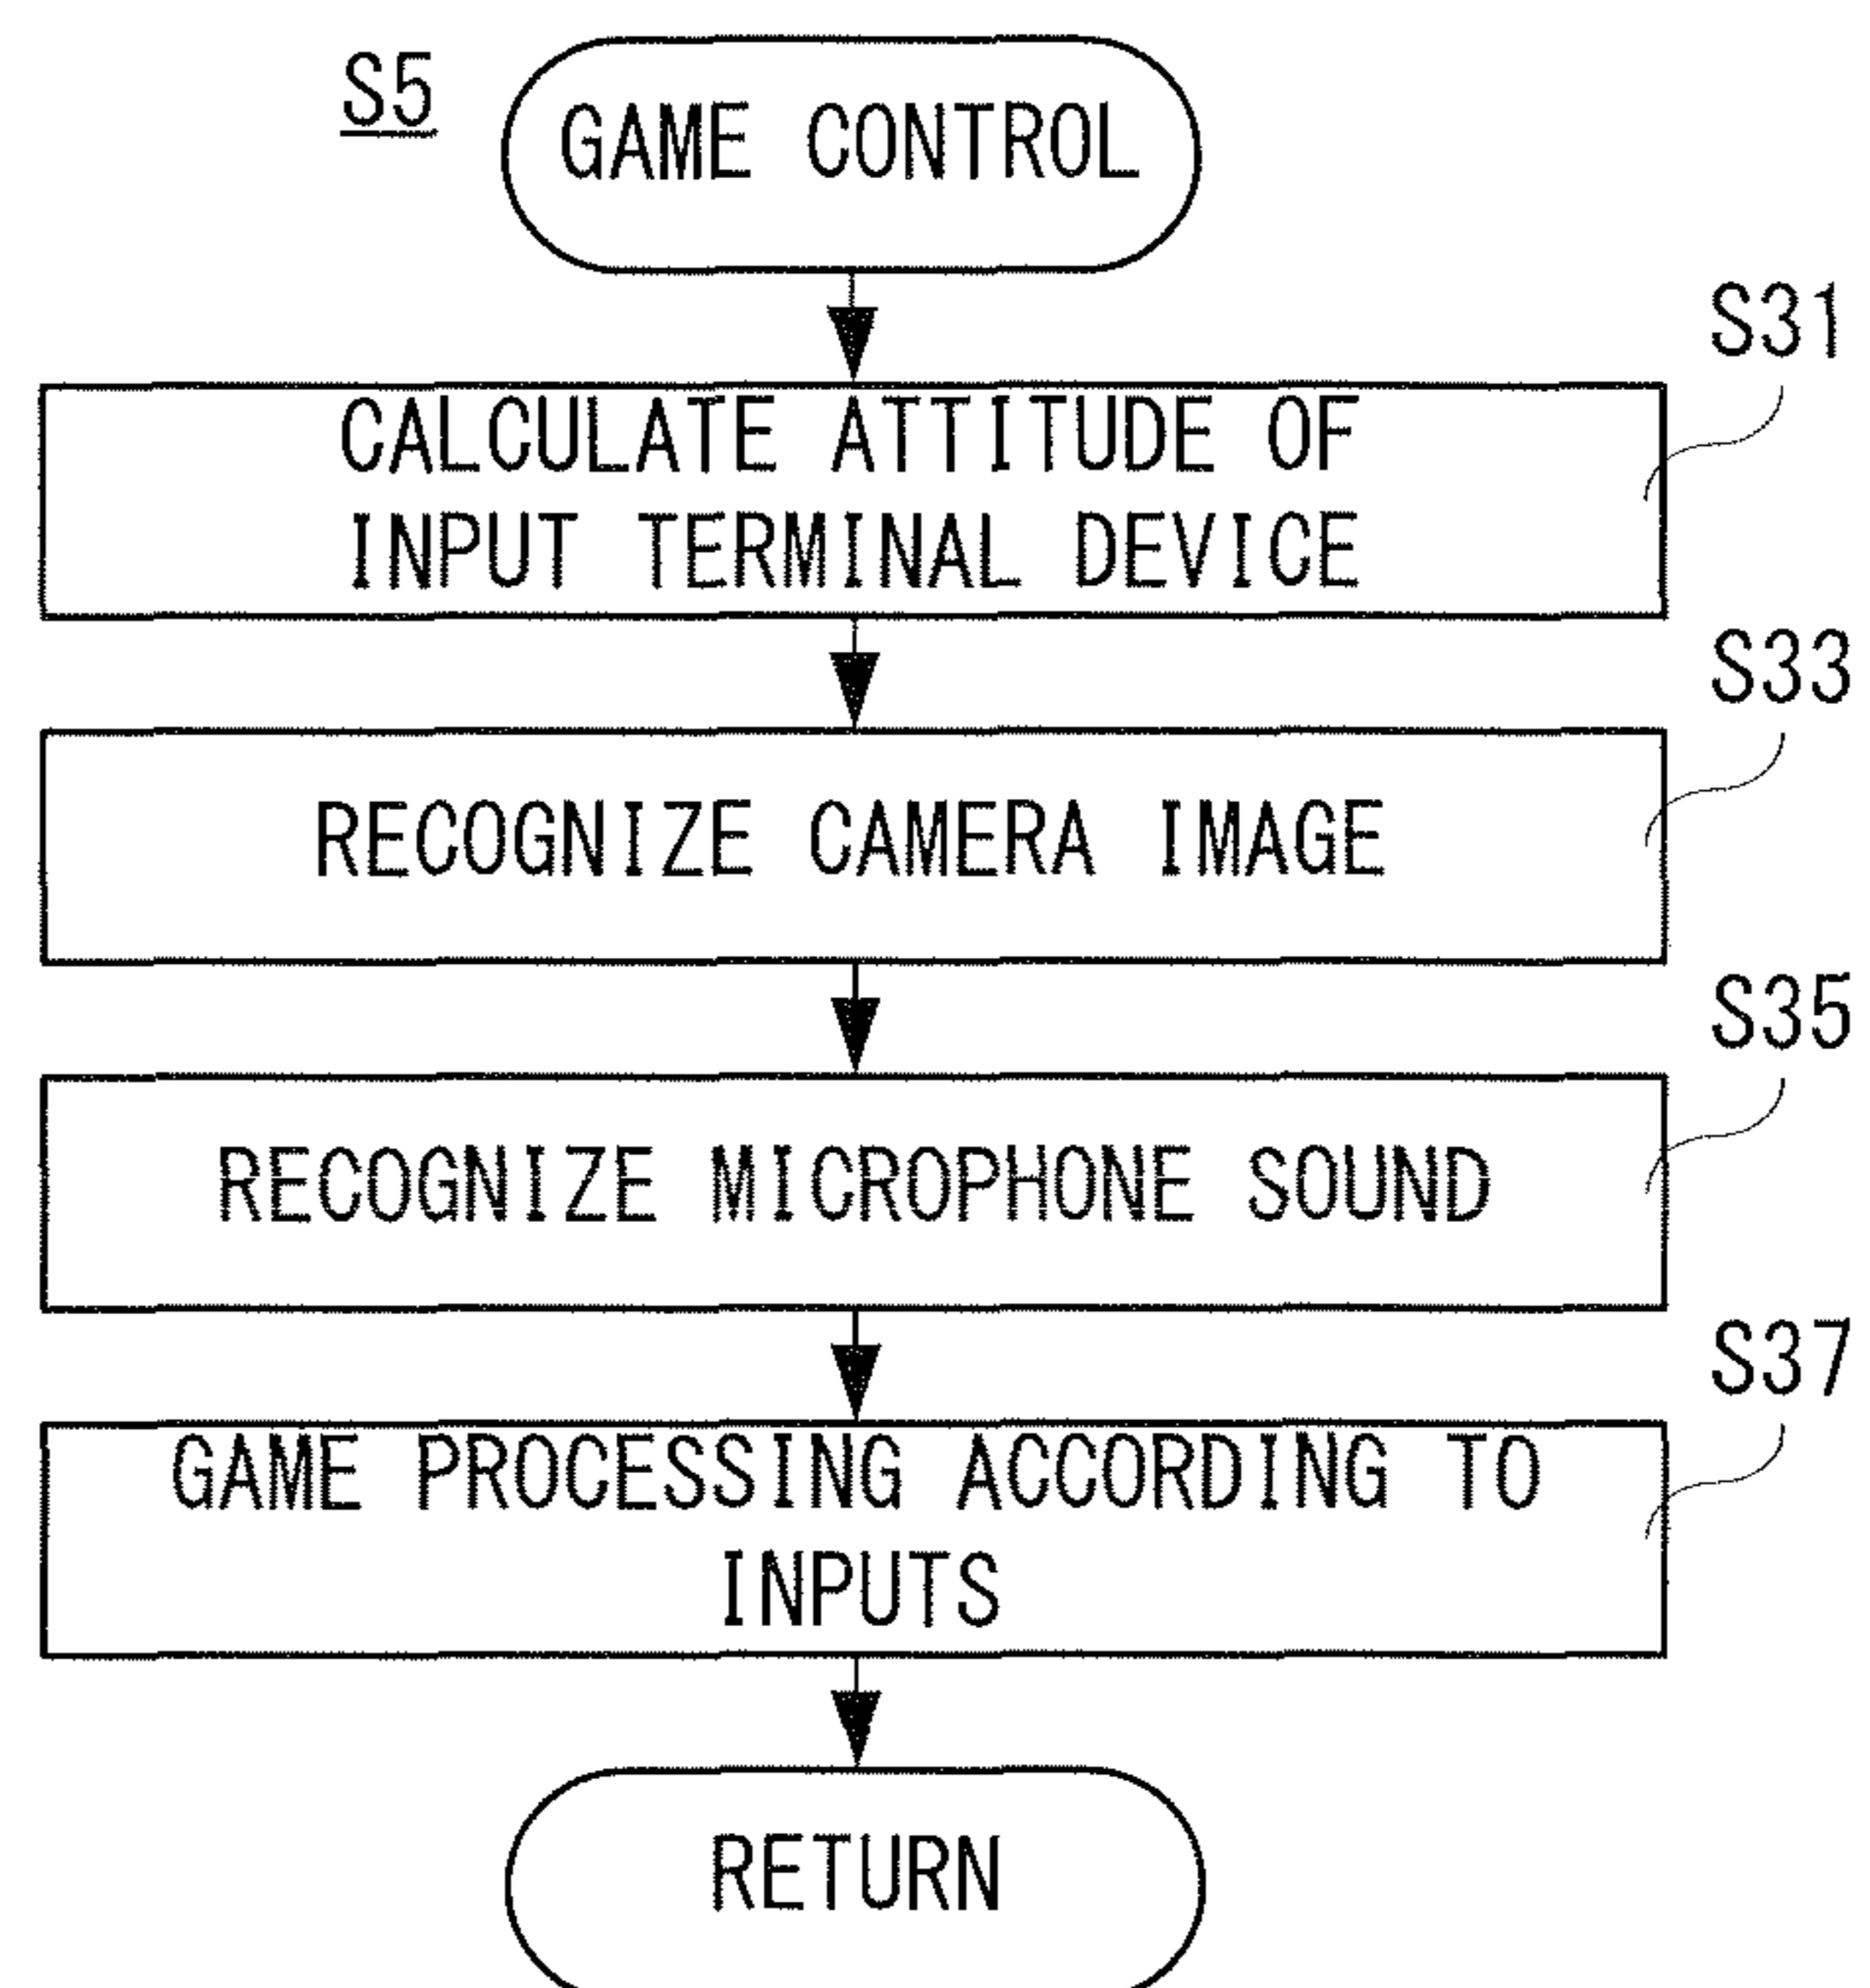 S5
GAME CONTROL
S31
CALCULATE ATTITUDE OF
INPUT TERMINAL DEVICE
S33
RECOGNIZE CAMERA IMAGE
S35
RECOGNIZE MICROPHONE SOUND
S37
GAME PROCESSING ACCORDING TO
INPUTS
RETURN